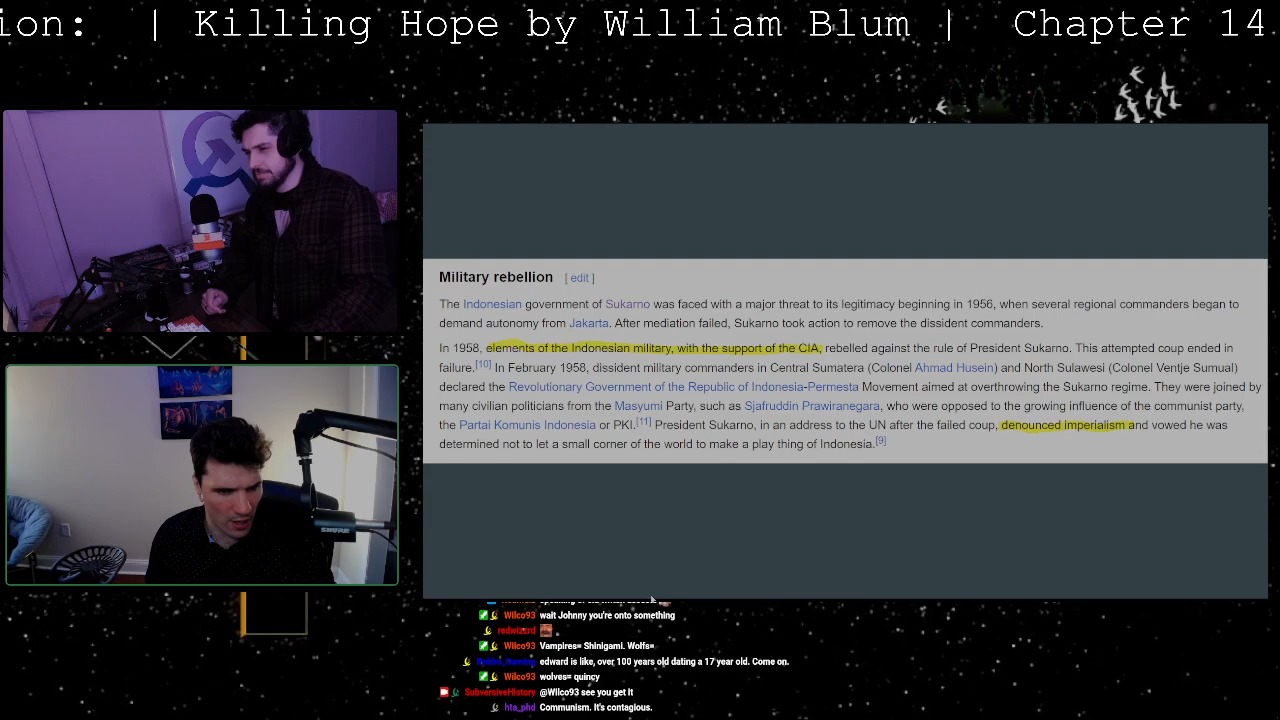 ion: | Killing Hope by William Blum | Chapter 14
Military rebellion [ edit ]
The Indonesian government of Sukarno was faced with a major threat to its legitimacy beginning in 1956, when several regional commanders began to
demand autonomy from Jakarta. After mediation failed, Sukarno took action to remove the dissident commanders.
In 1958, elements of the Indonesian military, with the support of the CIA, rebelled against the rule of President Sukarno. This attempted coup ended in
failure.[10] In February 1958, dissident military commanders in Central Sumatera (Colonel Ahmad Husein) and North Sulawesi (Colonel Ventje Sumual)
declared the Revolutionary Government of the Republic of Indonesia-Permesta Movement aimed at overthrowing the Sukarno regime. They were joined by
many civilian politicians from the Masyumi Party, such as Sjafruddin Prawiranegara, who were opposed to the growing influence of the communist party,
the Partai Komunis Indonesia or PKI.[11] President Sukarno, in an address to the UN after the failed coup, denounced imperialism and vowed he was
determined not to let a small corner of the world to make a play thing of Indonesia.[9]
SHURE
Wilco93 wait Johnny you're onto something
redwizard
Wilco93 Vampires= Shinigami. Wolfs=
edward is like, over 100 years old dating a 17 year old. Come on.
Wilco93 wolves= quincy
SubversiveHistory @Wilco93 see you get it
hta_phd Communism. It's contagious.